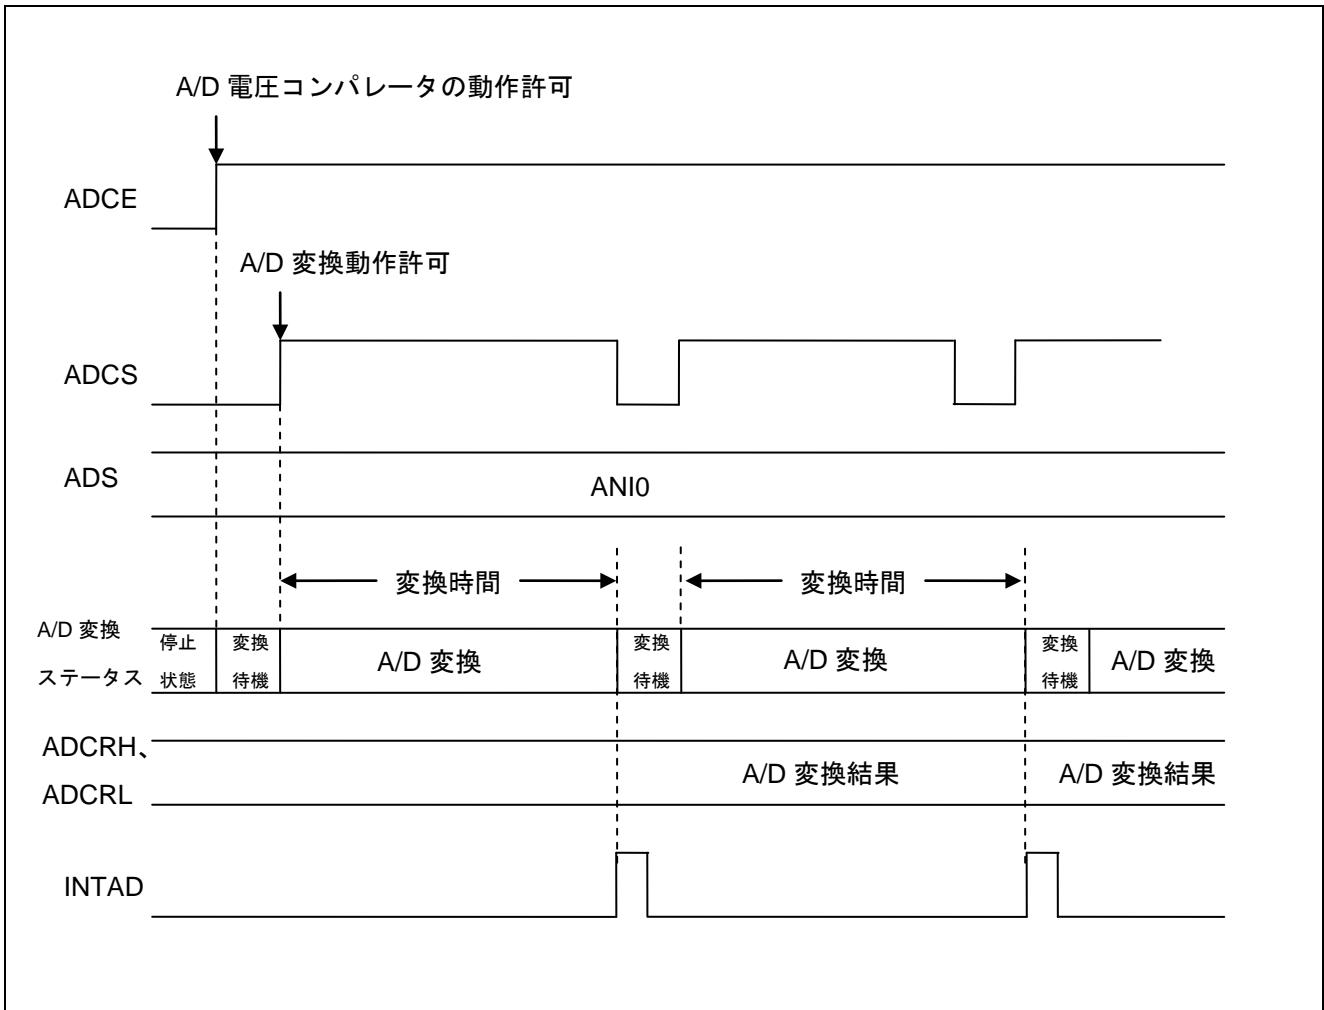 A/D 電圧コンパレータの動作許可
ADCE
A/D 変換動作許可
ADCS
ADS
ANI0
変換時間
変換時間
A/D 変換
ステータス
停止
状態
変換
待機
A/D 変換
変換
待機
A/D 変換
変換
待機
A/D 変換
ADCRH、
ADCRL
A/D 変換結果
A/D 変換結果
INTAD